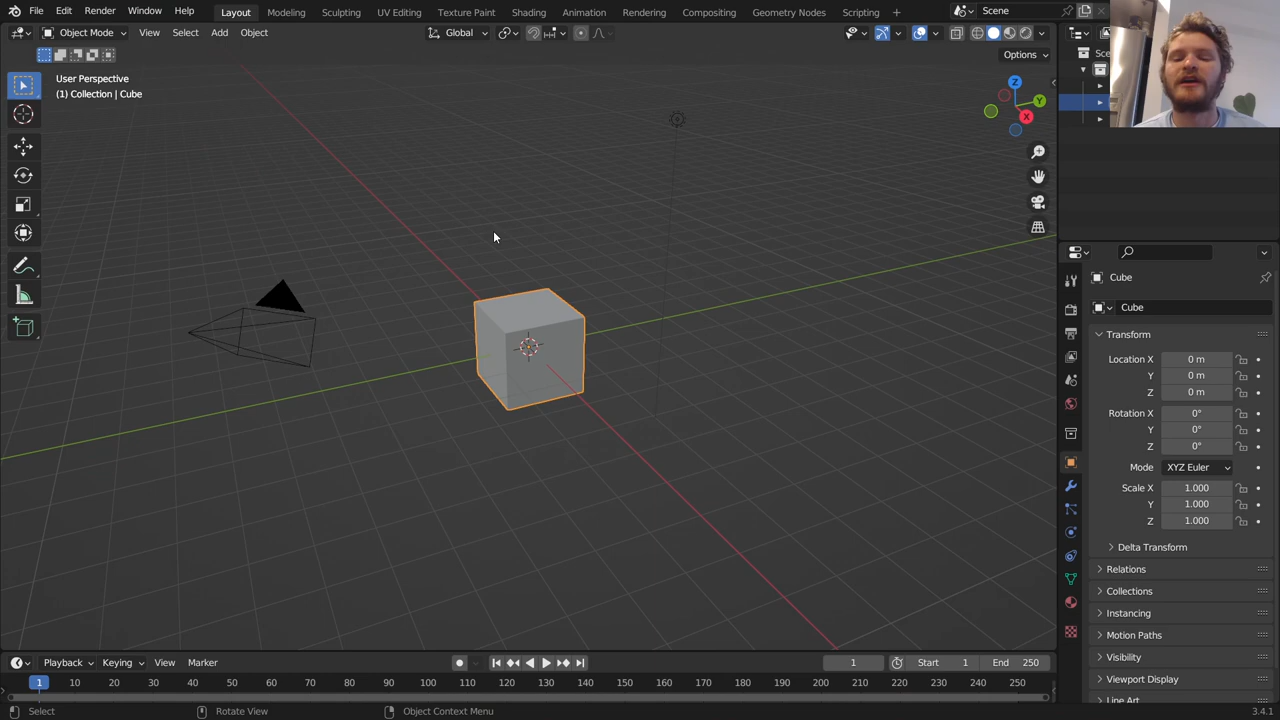 File Edit Render Window Help Layout Modeling Sculpting UV Editing Texture Paint Shading Animation Rendering Compositing Geometry Nodes Scripting + Scene
Object Mode View Select Add Object Global
Options
Sce
User Perspective
(1) Collection | Cube
Z
Y
X
Cube
Cube
Transform
Location X 0 m
Y 0 m
Z 0 m
Rotation X 0°
Y 0°
Z 0°
Mode XYZ Euler
Scale X 1.000
Y 1.000
Z 1.000
Delta Transform
Relations
Collections
Instancing
Motion Paths
Visibility
Viewport Display
Line Art
Playback Keying View Marker 1 Start 1 End 250
1 10 20 30 40 50 60 70 80 90 100 110 120 130 140 150 160 170 180 190 200 210 220 230 240 250
Select Rotate View Object Context Menu 3.4.1